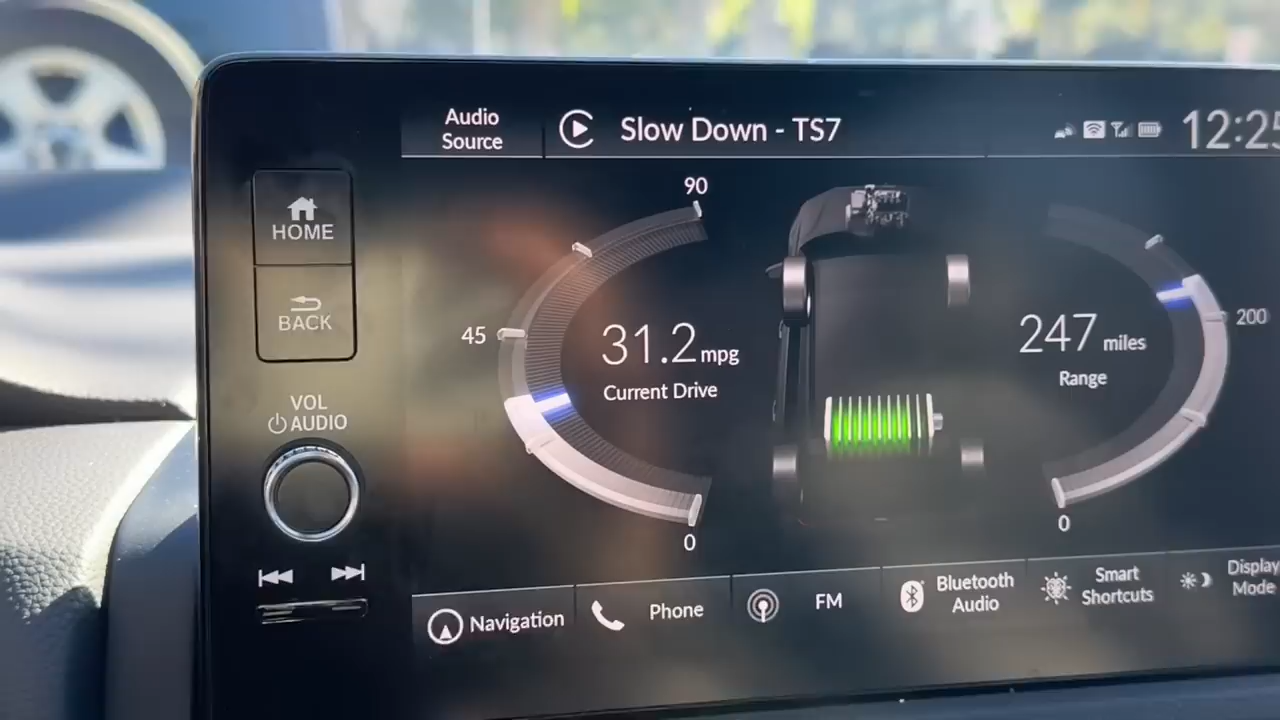 Audio
Source
Slow Down - TS7
12:25
HOME
BACK
VOL
AUDIO
90
45
31.2 mpg
Current Drive
0
247 miles
Range
200
0
Navigation
Phone
FM
Bluetooth
Audio
Smart
Shortcuts
Display
Mode